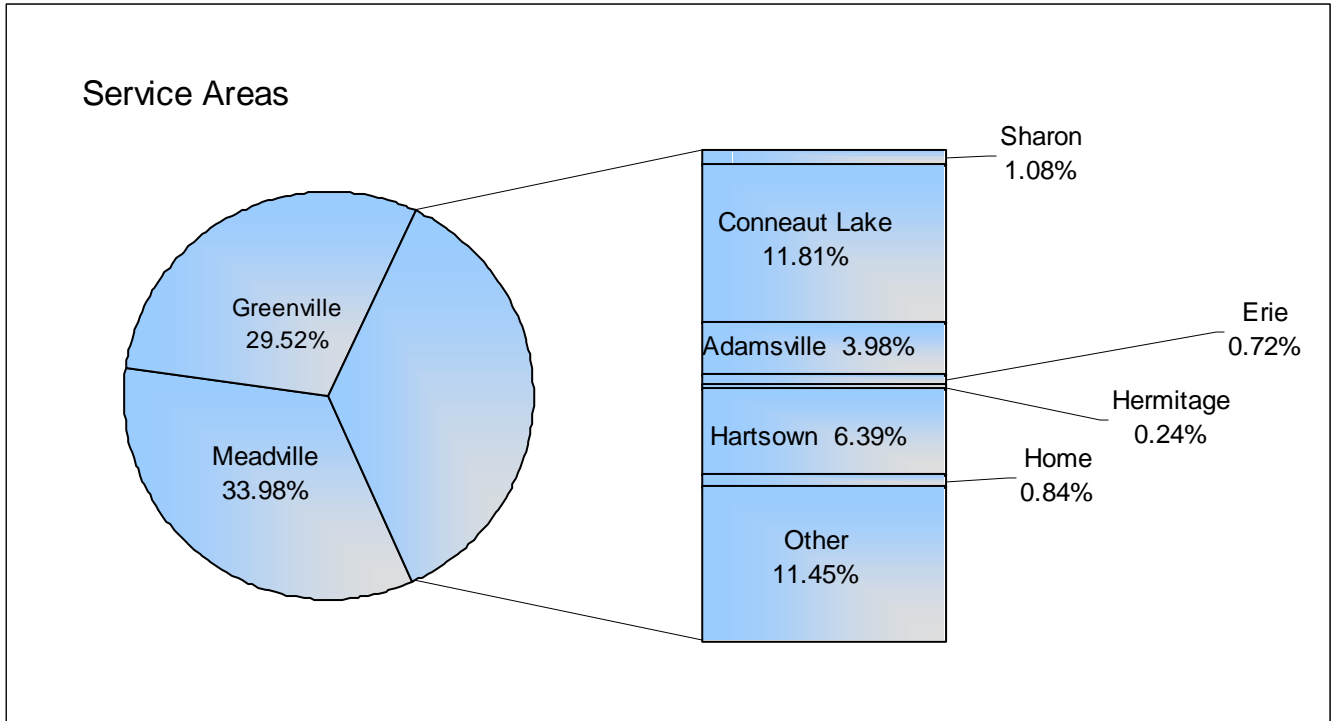 Service Areas
Greenville
29.52%
Meadville
33.98%
Sharon
1.08%
Conneaut Lake
11.81%
Adamsville 3.98%
Erie
0.72%
Hermitage
0.24%
Hartsown 6.39%
Home
0.84%
Other
11.45%